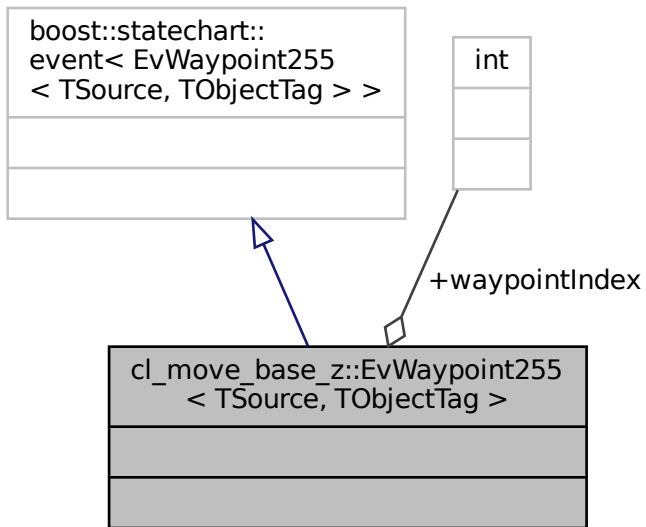 boost::statechart::
event< EvWaypoint255
< TSource, TObjectTag > >
int
+waypointIndex
cl_move_base_z::EvWaypoint255
< TSource, TObjectTag >